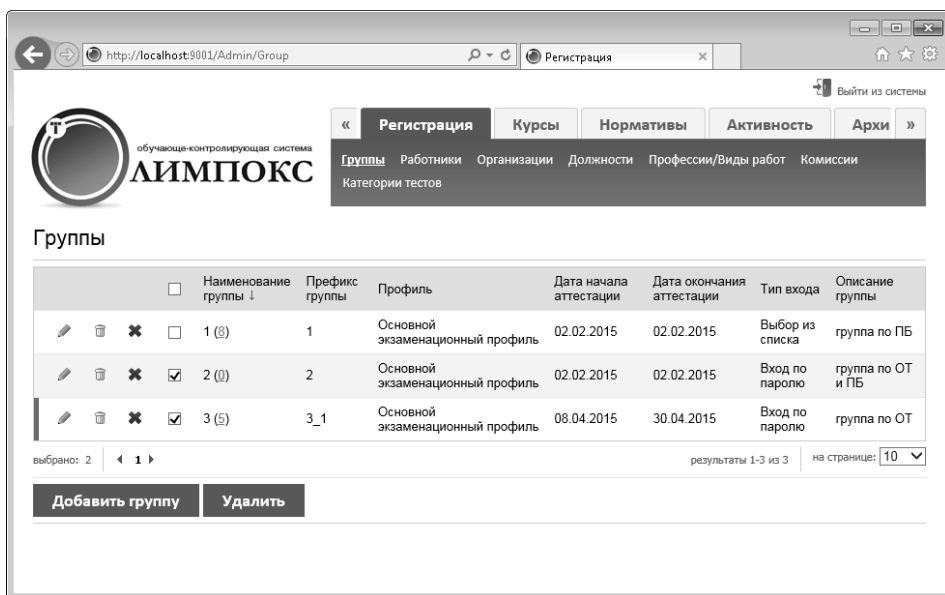 http://localhost:9001/Admin/Group
Регистрация
Выйти из системы
обучающе-контролирующая система
ЛИМПОКС
« Регистрация Курсы Нормативы Активность Архи »
Группы Работники Организации Должности Профессии/Виды работ Комиссии
Категории тестов
Группы
Наименование группы ↓ Префикс группы Профиль Дата начала аттестации Дата окончания аттестации Тип входа Описание группы
1 (8) 1 Основной экзаменационный профиль 02.02.2015 02.02.2015 Выбор из списка группа по ПБ
2 (0) 2 Основной экзаменационный профиль 02.02.2015 02.02.2015 Вход по паролю группа по ОТ и ПБ
3 (5) 3_1 Основной экзаменационный профиль 08.04.2015 30.04.2015 Вход по паролю группа по ОТ
выбрано: 2 1 результаты 1-3 из 3 на странице: 10
Добавить группу Удалить